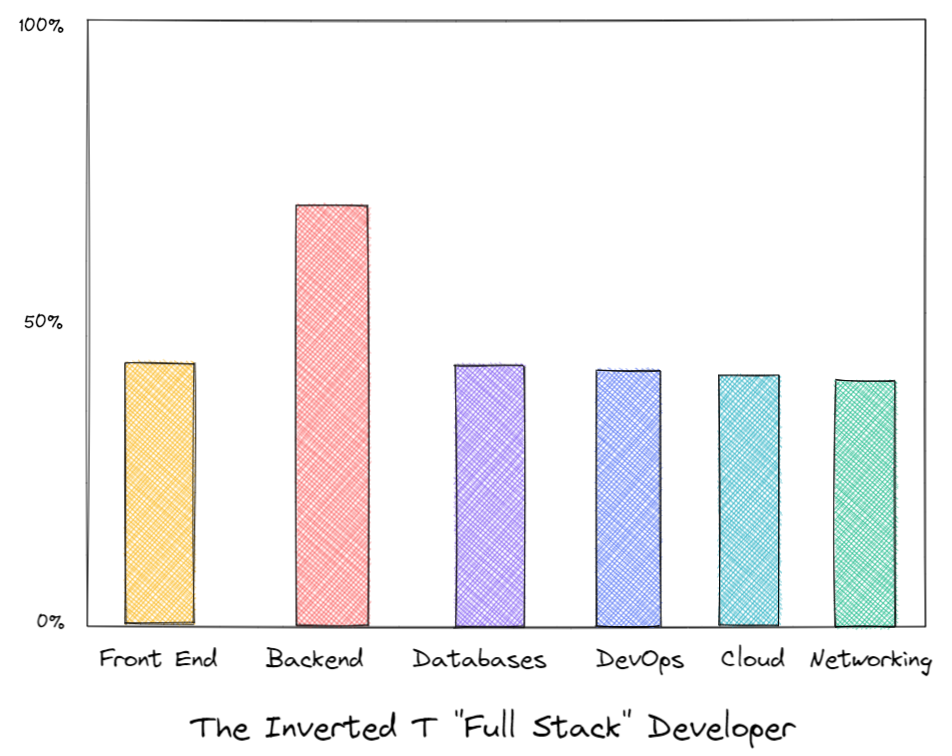 100%
50%
0%
Front End Backend Databases DevOps Cloud Networking
The Inverted T "Full Stack" Developer